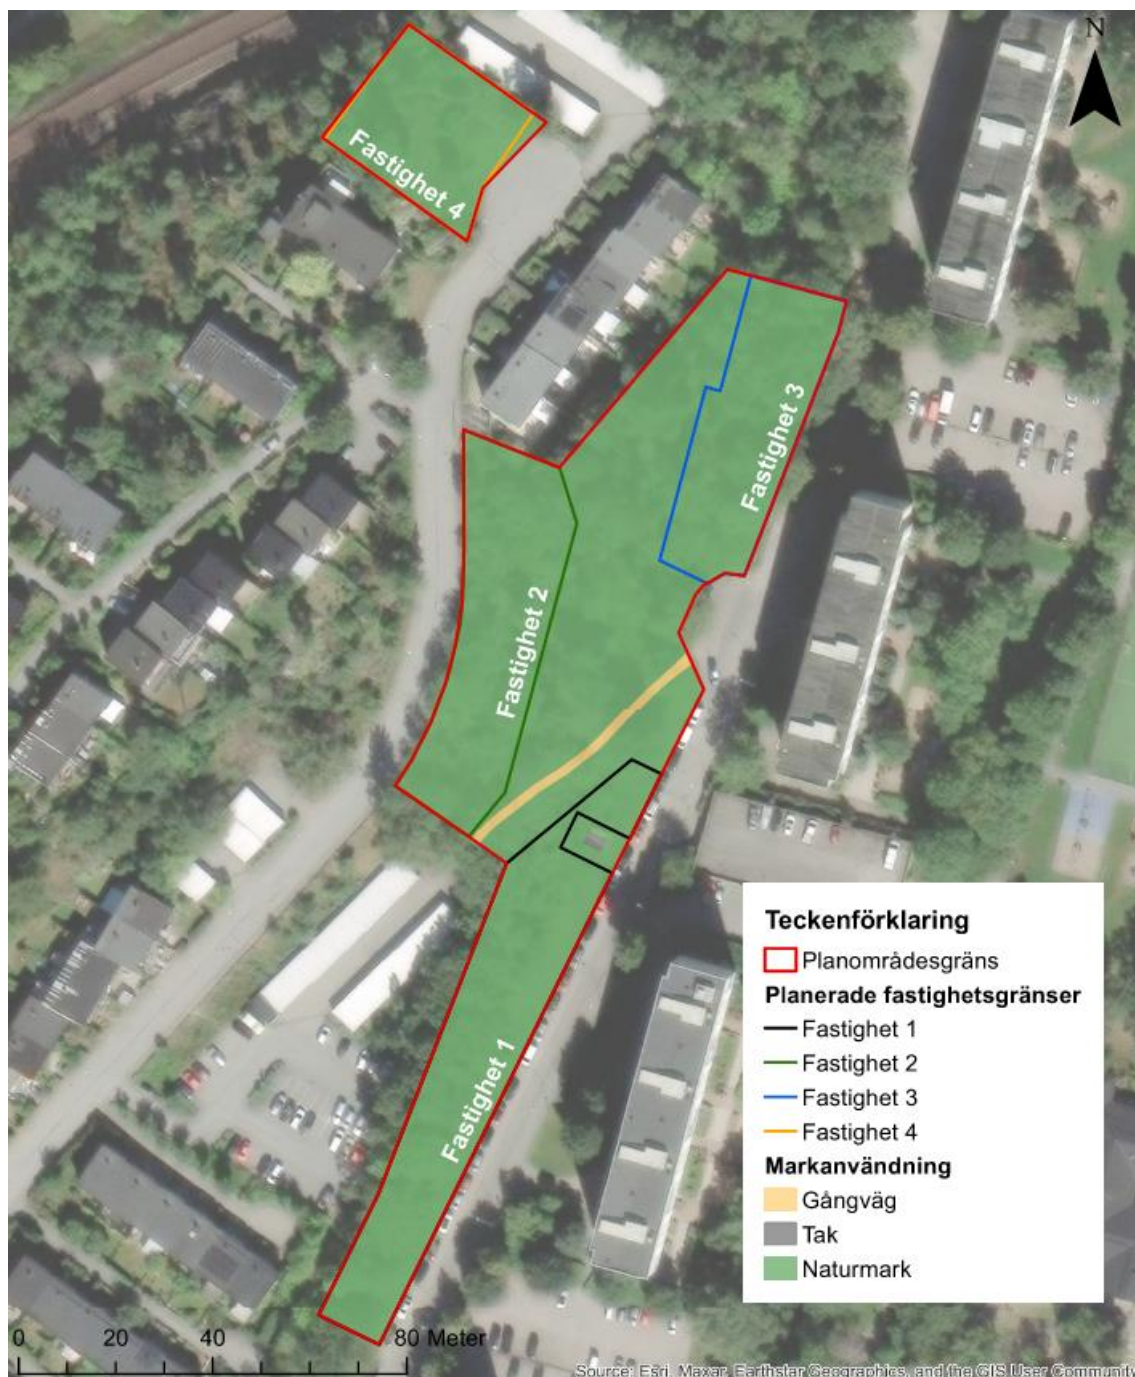 N
Fastighet 4
Fastighet 3
Fastighet 2
Fastighet 1
Teckenförklaring
Planområdesgräns
Planerade fastighetsgränser
Fastighet 1
Fastighet 2
Fastighet 3
Fastighet 4
Markanvändning
Gångväg
Tak
Naturmark
0 20 40 80 Meter
Source: Esri, Maxar, Earthstar Geographics, and the GIS User Community